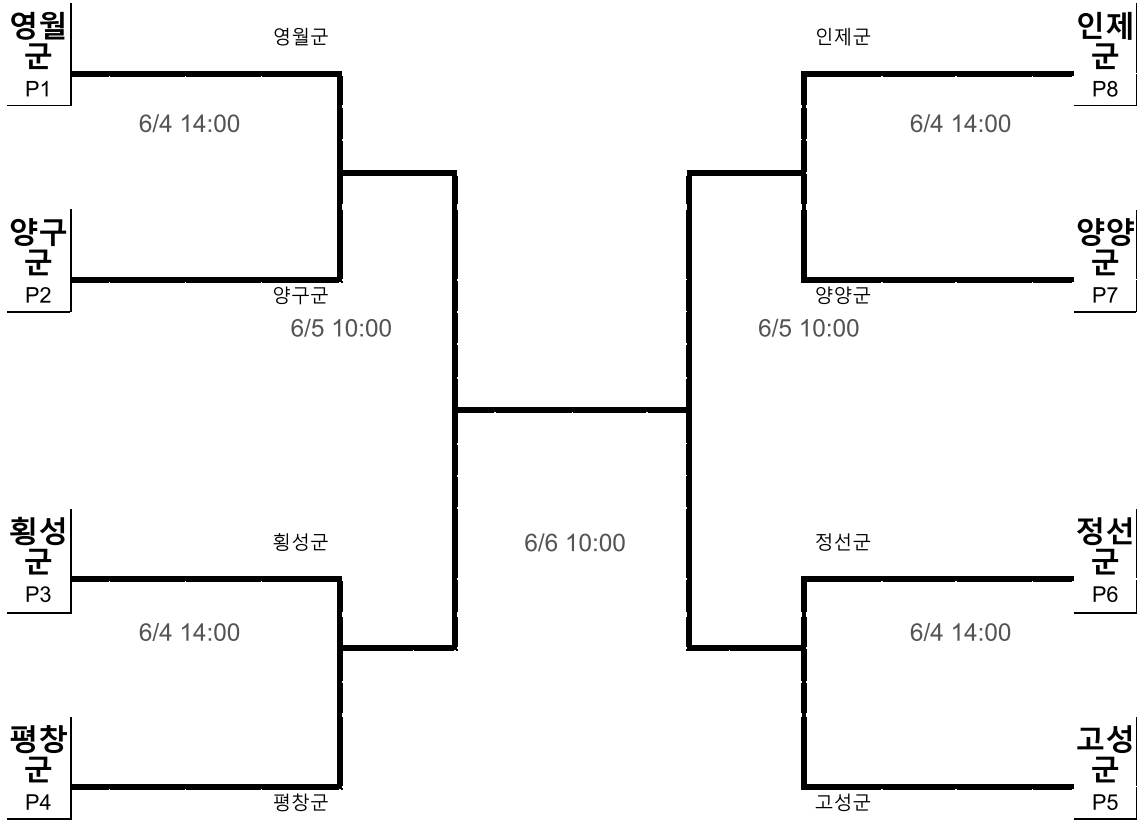 영월
군
P1
영월군
인제군
인제
군
P8
6/4 14:00
6/4 14:00
양구
군
P2
양구군
양양군
양양
군
P7
6/5 10:00
6/5 10:00
횡성
군
P3
횡성군
6/6 10:00
정선군
정선
군
P6
6/4 14:00
6/4 14:00
평창
군
P4
평창군
고성군
고성
군
P5